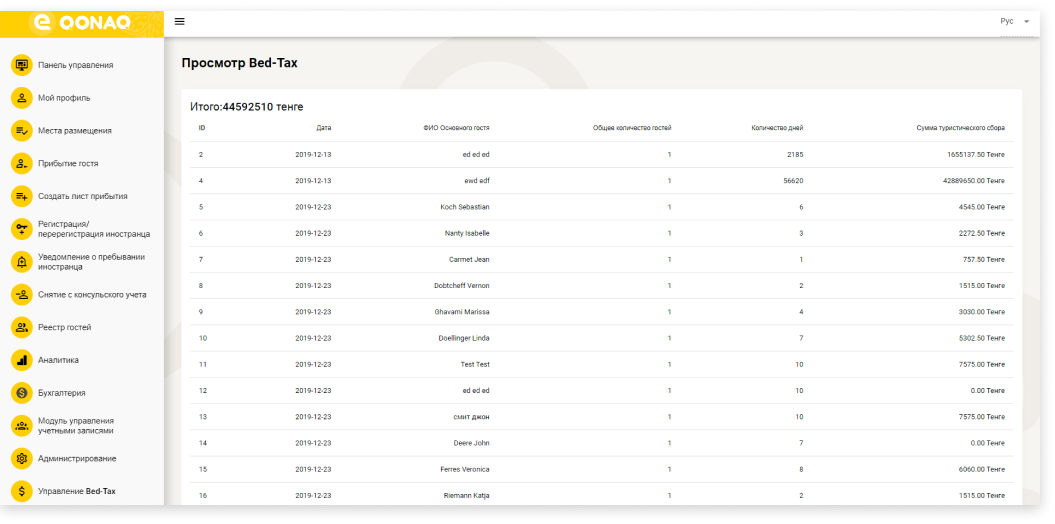 e QONAQ
Рус
Панель управления
Мой профиль
Места размещения
Прибытие гостя
Создать лист прибытия
Регистрация/
перерегистрация иностранца
Уведомление о пребывании
иностранца
Снятие с консульского учета
Реестр гостей
Аналитика
Бухгалтерия
Модуль управления
учетными записями
Администрирование
Управление Bed-Tax
Просмотр Bed-Tax
Итого:44592510 тенге
ID Дата ФИО Основного гостя Общее количество гостей Количество дней Сумма туристического сбора
2 2019-12-13 ed ed ed 1 2185 1655137.50 Тенге
4 2019-12-13 ewd edf 1 56620 42889650.00 Тенге
5 2019-12-23 Koch Sebastian 1 6 4545.00 Тенге
6 2019-12-23 Nanty Isabelle 1 3 2272.50 Тенге
7 2019-12-23 Carmet Jean 1 1 757.50 Тенге
8 2019-12-23 Dobtcheff Vernon 1 2 1515.00 Тенге
9 2019-12-23 Ghavami Marissa 1 4 3030.00 Тенге
10 2019-12-23 Doellinger Linda 1 7 5302.50 Тенге
11 2019-12-23 Test Test 1 10 7575.00 Тенге
12 2019-12-23 ed ed ed 1 10 0.00 Тенге
13 2019-12-23 смит джон 1 10 7575.00 Тенге
14 2019-12-23 Deere John 1 7 0.00 Тенге
15 2019-12-23 Ferres Veronica 1 8 6060.00 Тенге
16 2019-12-23 Riemann Katja 1 2 1515.00 Тенге